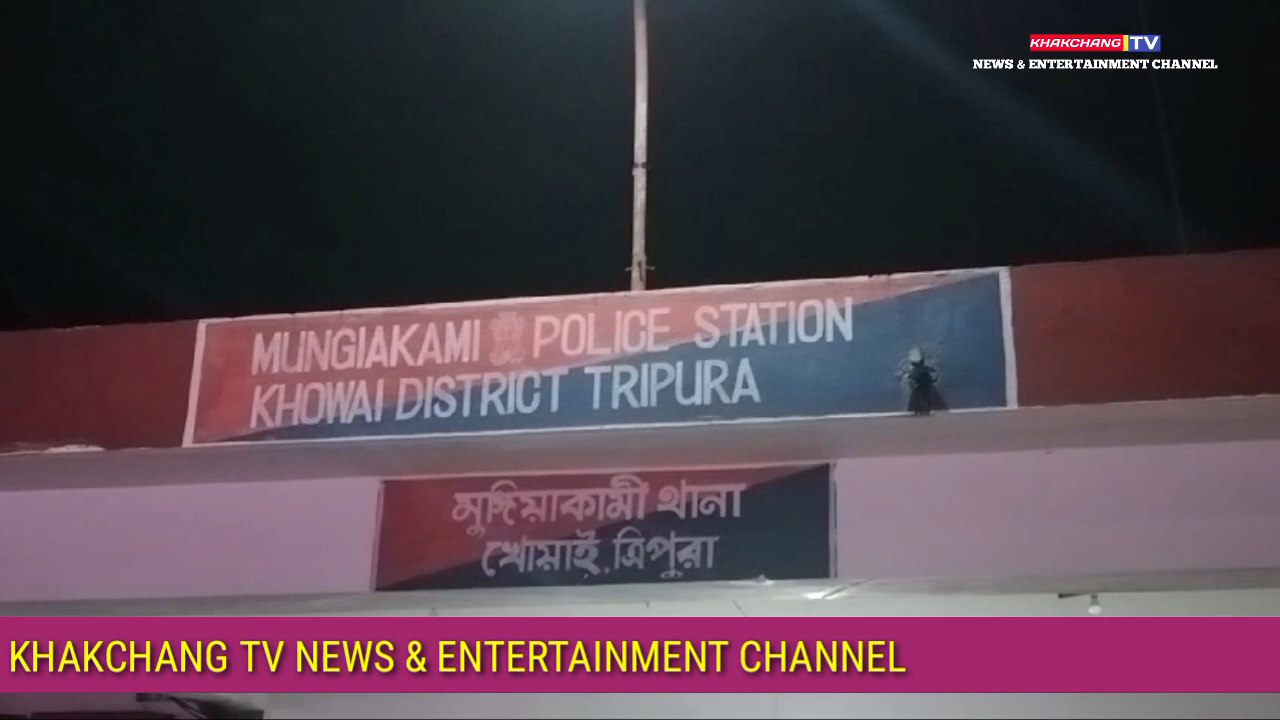 KHAKCHANG TV
NEWS & ENTERTAINMENT CHANNEL
MUNGIAKAMI POLICE STATION
KHOWAI DISTRICT TRIPURA
মুঙ্গিয়াকামী থানা
খোয়াই, ত্রিপুরা
KHAKCHANG TV NEWS & ENTERTAINMENT CHANNEL